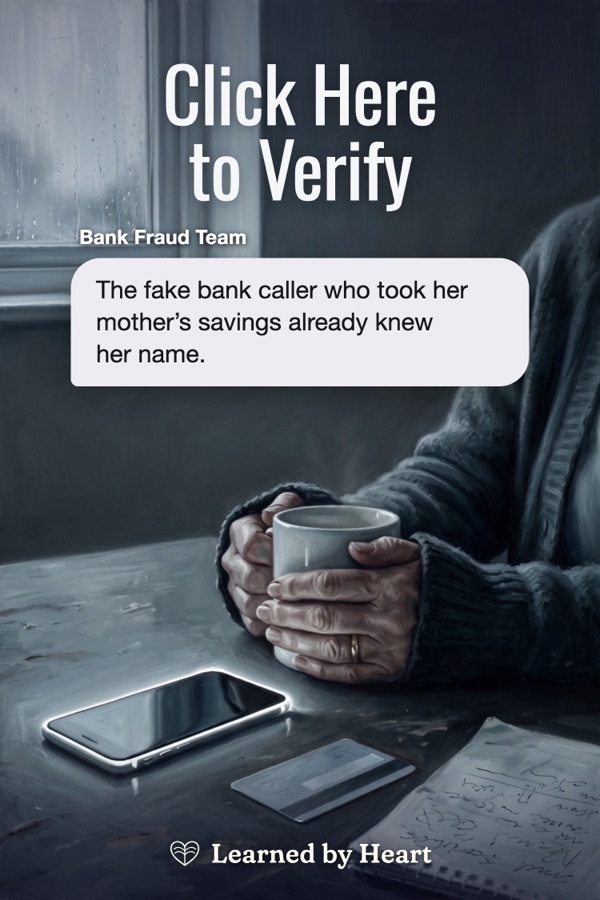 Click Here
to Verify
Bank Fraud Team
The fake bank caller who took her
mother’s savings already knew
her name.
Learned by Heart